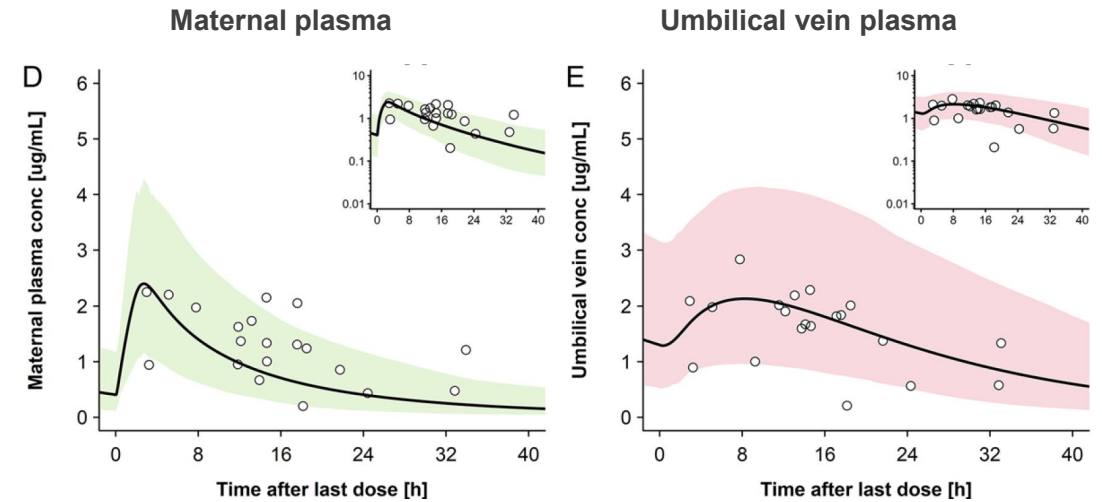 Maternal plasma
Umbilical vein plasma
D
E
Maternal plasma conc [ug/mL]
6
5
4
3
2
1
0
0 8 16 24 32 40
Time after last dose [h]
10
1
0.1
0.01
0 8 16 24 32 40
Umbilical vein conc [ug/mL]
6
5
4
3
2
1
0
0 8 16 24 32 40
Time after last dose [h]
10
1
0.1
0.01
0 8 16 24 32 40